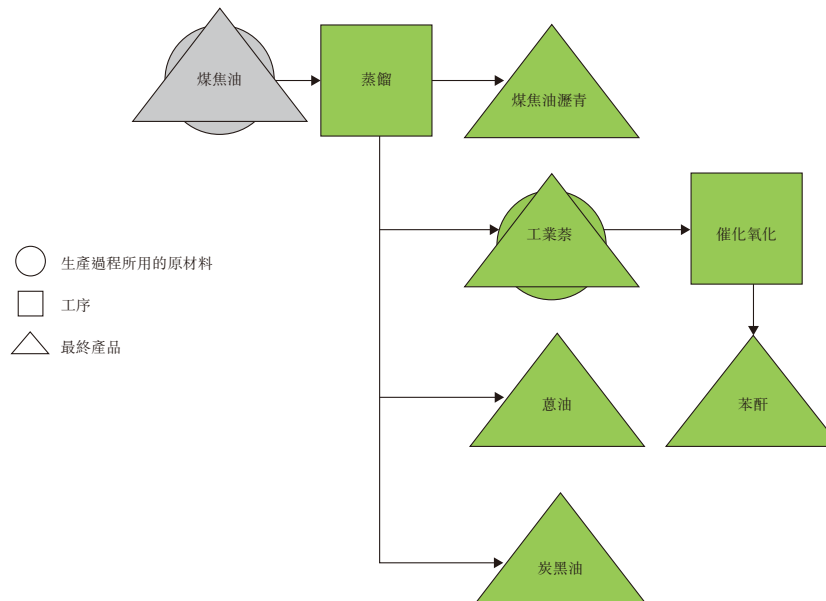 煤焦油
蒸餾
煤焦油瀝青
工業萘
催化氧化
生產過程所用的原材料
工序
最終產品
蒽油
苯酐
炭黑油